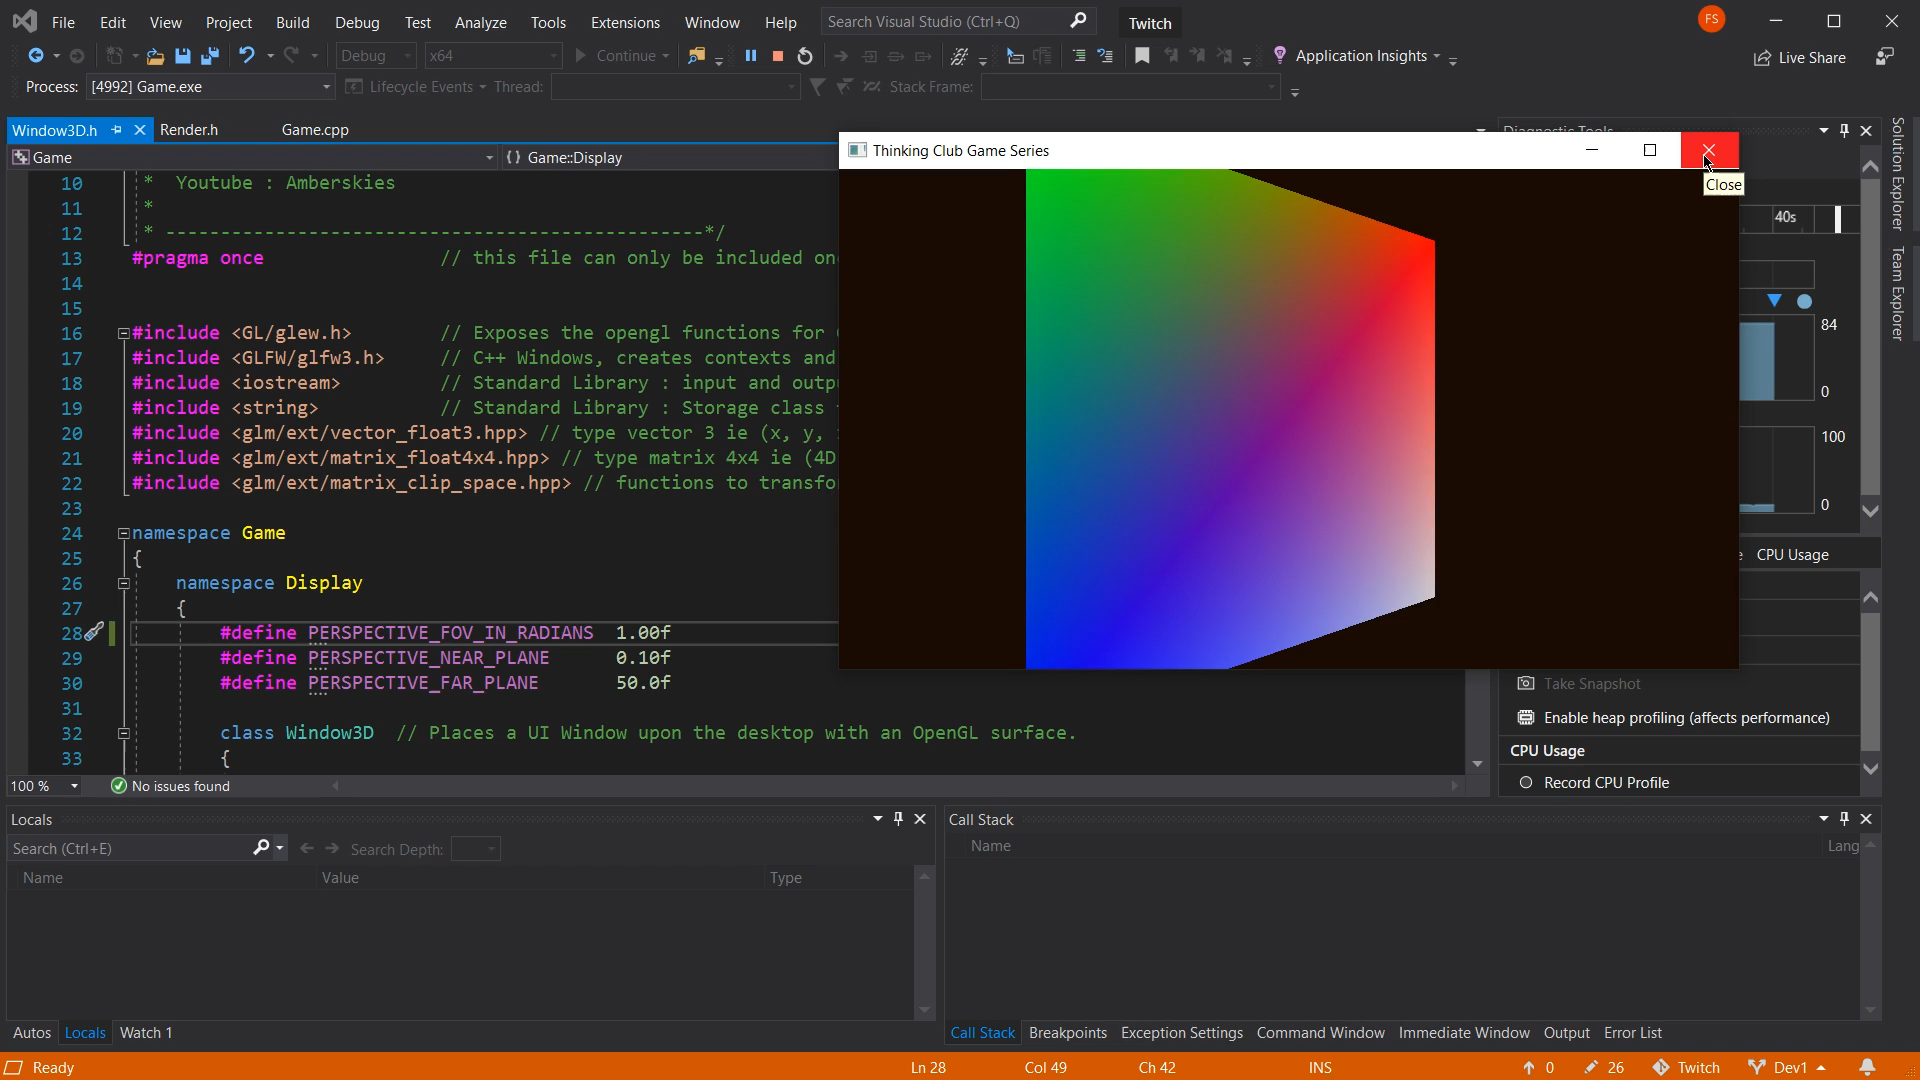 File Edit View Project Build Debug Test Analyze Tools Extensions Window Help Search Visual Studio (Ctrl+Q) Twitch FS
Debug x64 Continue Application Insights Live Share
Process: [4992] Game.exe Lifecycle Events Thread: Stack Frame:
Window3D.h Render.h Game.cpp
Game Game::Display
Thinking Club Game Series
Close
Diagnostic Tools
Solution Explorer
Team Explorer
10 * Youtube : Amberskies
11 *
12 * -------------------------------------------------*/
13 #pragma once // this file can only be included on
14
15
16 #include <GL/glew.h> // Exposes the opengl functions for
17 #include <GLFW/glfw3.h> // C++ Windows, creates contexts and
18 #include <iostream> // Standard Library : input and outp
19 #include <string> // Standard Library : Storage class
20 #include <glm/ext/vector_float3.hpp> // type vector 3 ie (x, y,
21 #include <glm/ext/matrix_float4x4.hpp> // type matrix 4x4 ie (4D
22 #include <glm/ext/matrix_clip_space.hpp> // functions to transfo
23
24 namespace Game
25 {
26 namespace Display
27 {
28 #define PERSPECTIVE_FOV_IN_RADIANS 1.00f
29 #define PERSPECTIVE_NEAR_PLANE 0.10f
30 #define PERSPECTIVE_FAR_PLANE 50.0f
31
32 class Window3D // Places a UI Window upon the desktop with an OpenGL surface.
33 {
40s
84
0
100
0
CPU Usage
Take Snapshot
Enable heap profiling (affects performance)
CPU Usage
Record CPU Profile
100 % No issues found
Locals
Search (Ctrl+E) Search Depth:
Name Value Type
Autos Locals Watch 1
Call Stack
Name Lang
Call Stack Breakpoints Exception Settings Command Window Immediate Window Output Error List
Ready Ln 28 Col 49 Ch 42 INS 0 26 Twitch Dev1